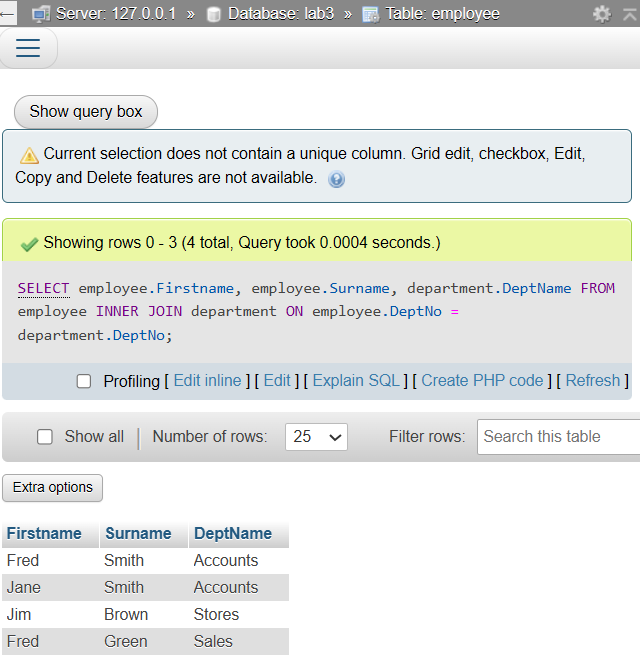 Server: 127.0.0.1 » Database: lab3 » Table: employee
Show query box
Current selection does not contain a unique column. Grid edit, checkbox, Edit,
Copy and Delete features are not available.
Showing rows 0 - 3 (4 total, Query took 0.0004 seconds.)
SELECT employee.Firstname, employee.Surname, department.DeptName FROM
employee INNER JOIN department ON employee.DeptNo =
department.DeptNo;
Profiling [ Edit inline ] [ Edit ] [ Explain SQL ] [ Create PHP code ] [ Refresh ]
Show all | Number of rows: 25 Filter rows: Search this table
Extra options
Firstname Surname DeptName
Fred Smith Accounts
Jane Smith Accounts
Jim Brown Stores
Fred Green Sales